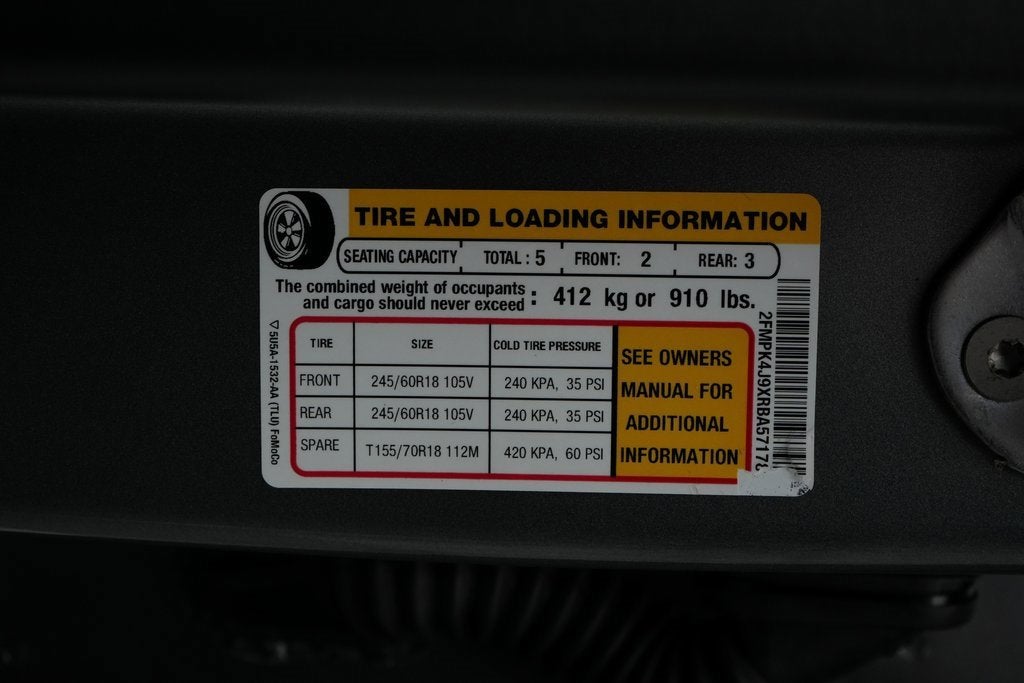 TIRE AND LOADING INFORMATION
SEATING CAPACITY TOTAL : 5 FRONT: 2 REAR: 3
The combined weight of occupants
and cargo should never exceed : 412 kg or 910 lbs.
TIRE SIZE COLD TIRE PRESSURE
FRONT 245/60R18 105V 240 KPA, 35 PSI
REAR 245/60R18 105V 240 KPA, 35 PSI
SPARE T155/70R18 112M 420 KPA, 60 PSI
SEE OWNERS
MANUAL FOR
ADDITIONAL
INFORMATION
▽ 5U5A-1532-AA (TLU) FoMoCo